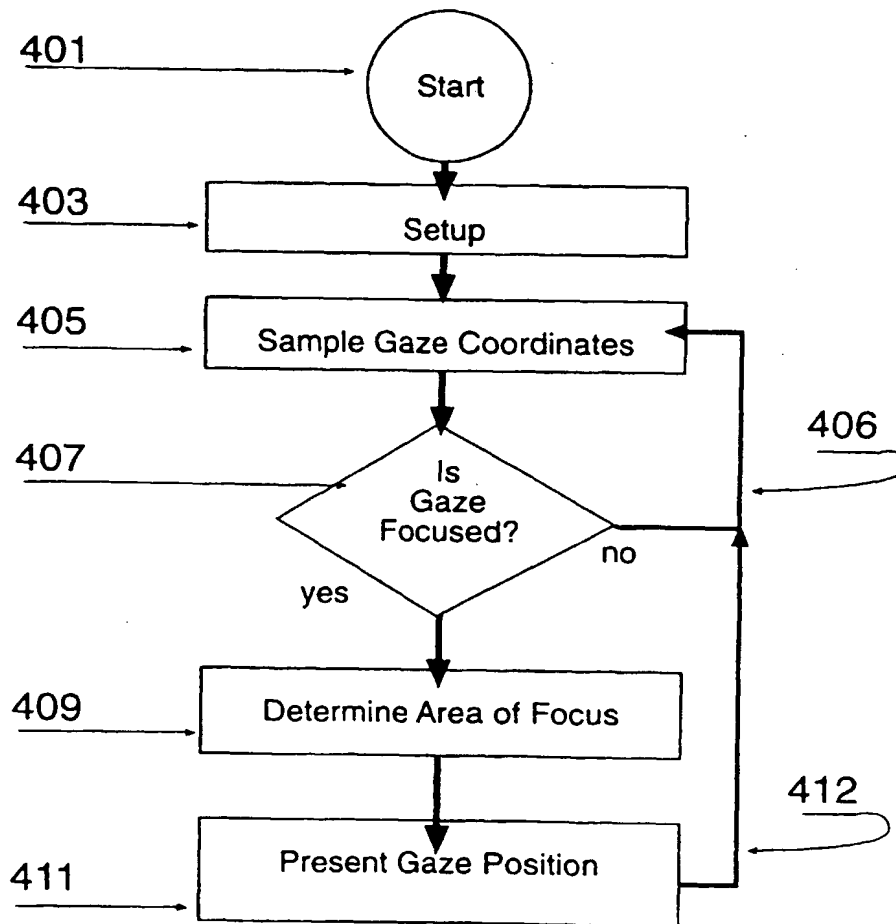 401
Start
403
Setup
405
Sample Gaze Coordinates
406
407
Is
Gaze
Focused?
no
yes
409
Determine Area of Focus
412
Present Gaze Position
411